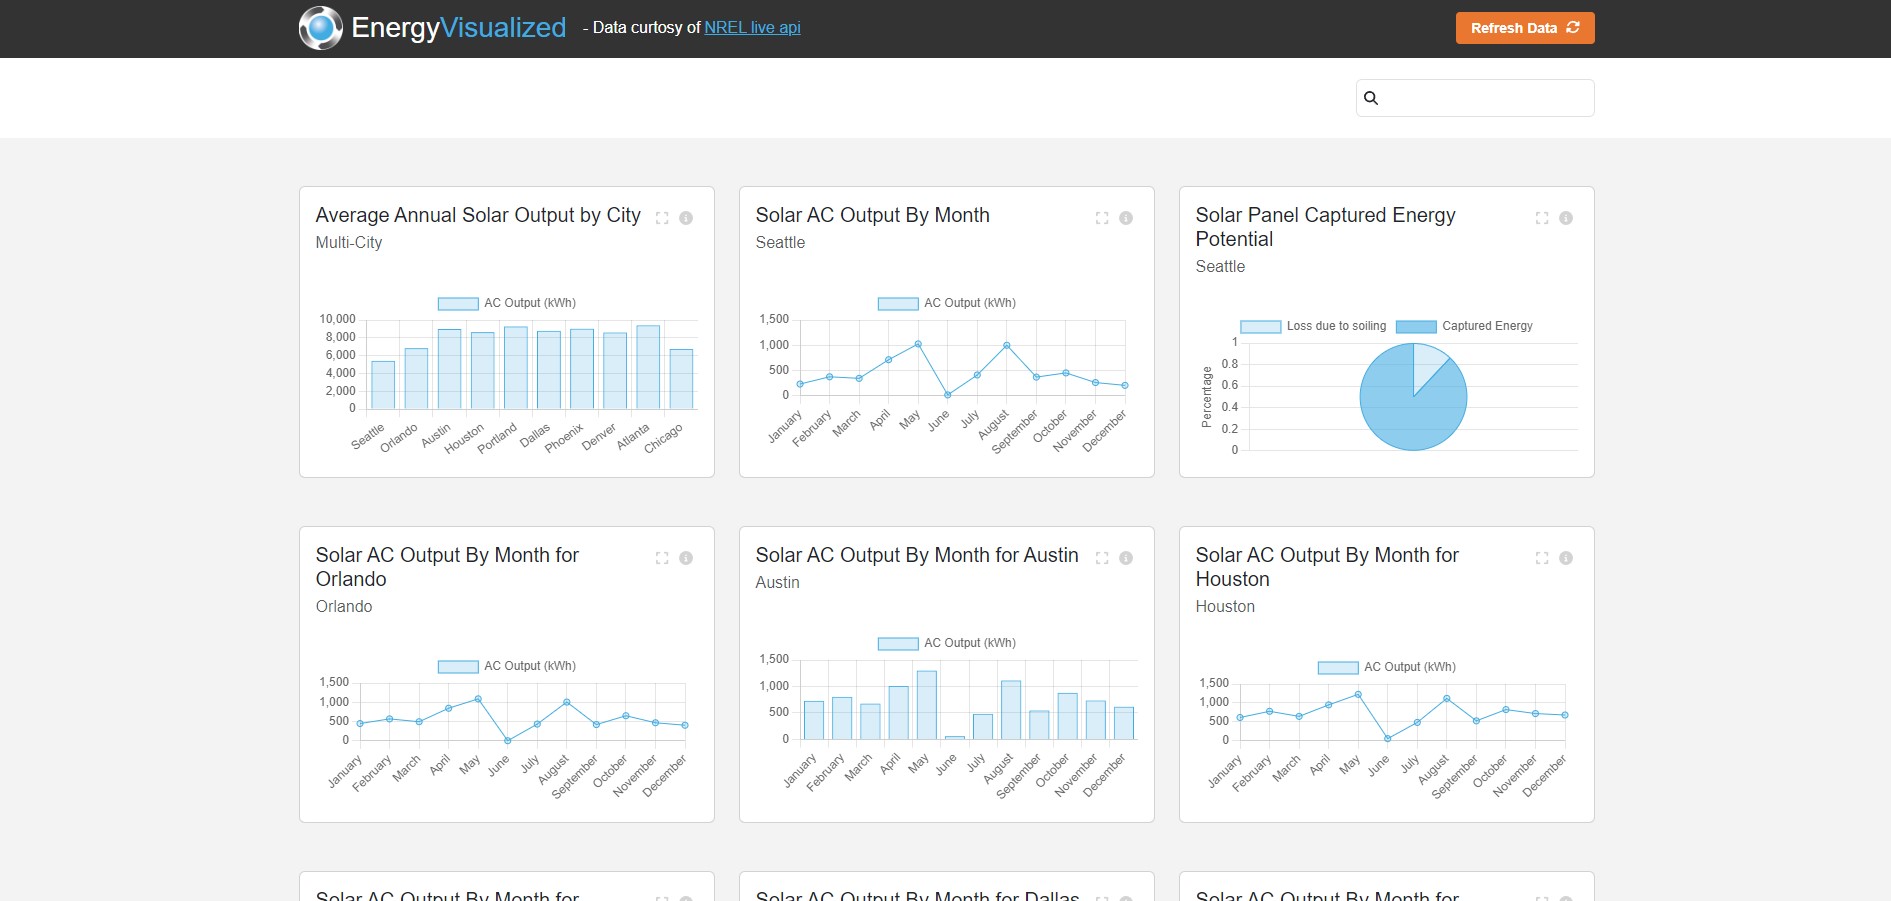 EnergyVisualized - Data curtosy of NREL live api
Refresh Data
Average Annual Solar Output by City
Multi-City
AC Output (kWh)
10,000
8,000
6,000
4,000
2,000
0
Seattle Orlando Austin Houston Portland Dallas Phoenix Denver Atlanta Chicago
Solar AC Output By Month
Seattle
AC Output (kWh)
1,500
1,000
500
0
January February March April May June July August September October November December
Solar Panel Captured Energy
Potential
Seattle
Loss due to soiling Captured Energy
Percentage
1
0.8
0.6
0.4
0.2
0
Solar AC Output By Month for
Orlando
Orlando
AC Output (kWh)
1,500
1,000
500
0
January February March April May June July August September October November December
Solar AC Output By Month for Austin
Austin
AC Output (kWh)
1,500
1,000
500
0
January February March April May June July August September October November December
Solar AC Output By Month for
Houston
Houston
AC Output (kWh)
1,500
1,000
500
0
January February March April May June July August September October November December
Solar AC Output By Month for
Solar AC Output By Month for Dallas
Solar AC Output By Month for